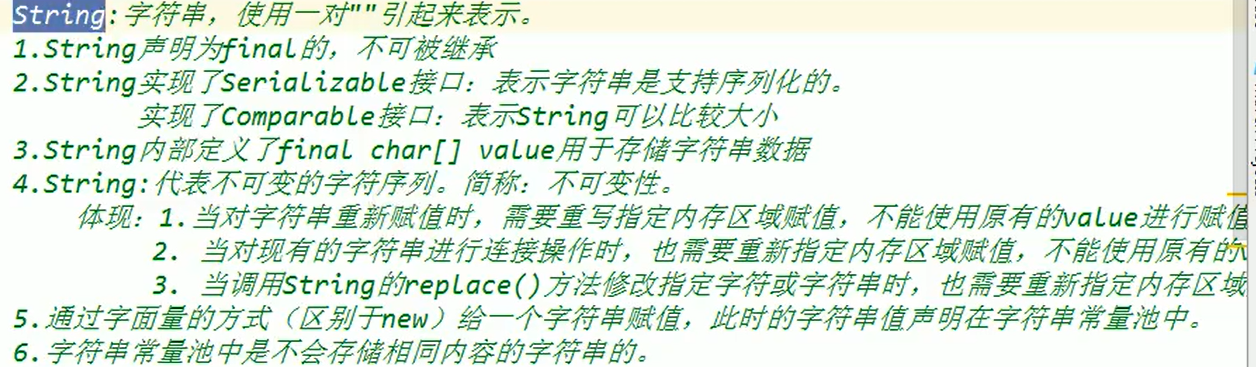 String:字符串，使用一对""引起来表示。
1.String声明为final的，不可被继承
2.String实现了Serializable接口：表示字符串是支持序列化的。
实现了Comparable接口：表示String可以比较大小
3.String内部定义了final char[] value用于存储字符串数据
4.String:代表不可变的字符序列。简称：不可变性。
体现：1.当对字符串重新赋值时，需要重写指定内存区域赋值，不能使用原有的value进行赋值
2. 当对现有的字符串进行连接操作时，也需要重新指定内存区域赋值，不能使用原有的v
3. 当调用String的replace()方法修改指定字符或字符串时，也需要重新指定内存区域
5.通过字面量的方式（区别于new）给一个字符串赋值，此时的字符串值声明在字符串常量池中。
6.字符串常量池中是不会存储相同内容的字符串的。